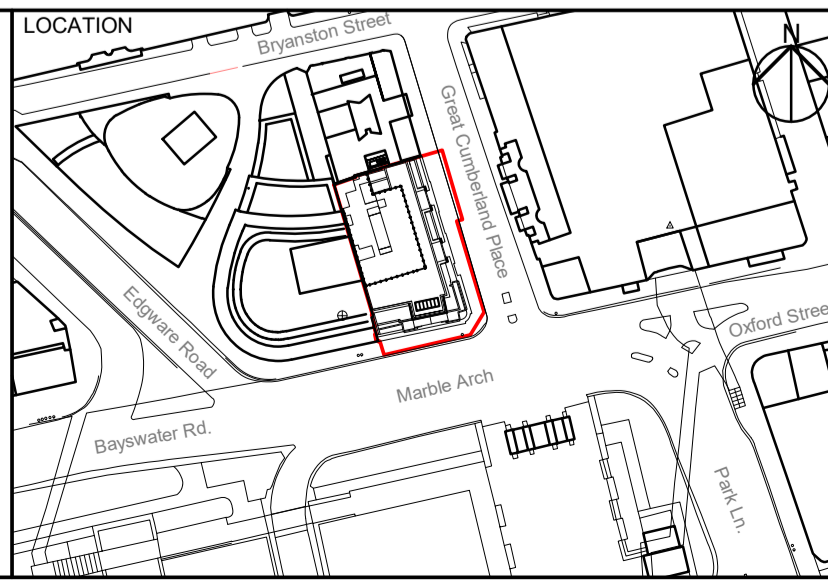 LOCATION
Bryanston Street
N
Great Cumberland Place
Edgware Road
Oxford Stree
Marble Arch
Bayswater Rd.
Park Ln.